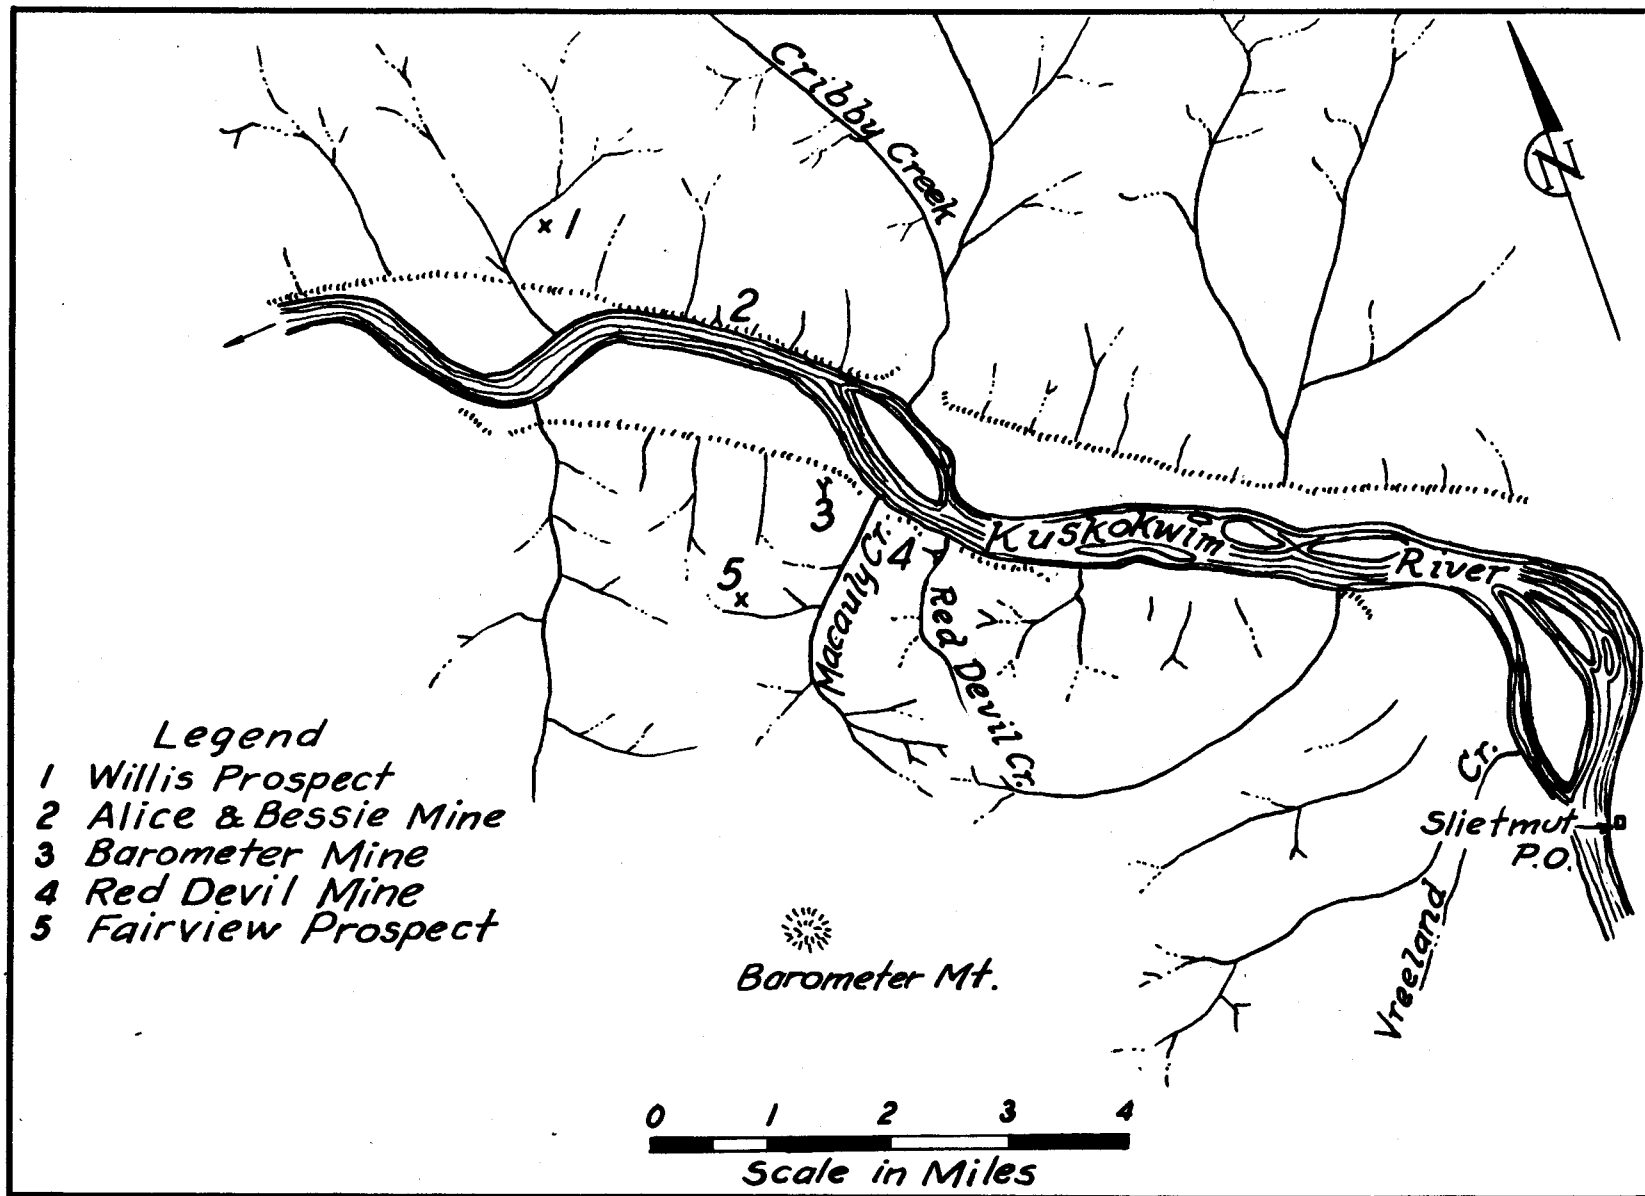 Cribby Creek
N
1
2
3
4
5
Kuskokwim River
Macauly Cr.
Red Devil Cr.
Vreeland Cr.
Slietmut
P.O.
Legend
1 Willis Prospect
2 Alice & Bessie Mine
3 Barometer Mine
4 Red Devil Mine
5 Fairview Prospect
Barometer Mt.
0 1 2 3 4
Scale in Miles